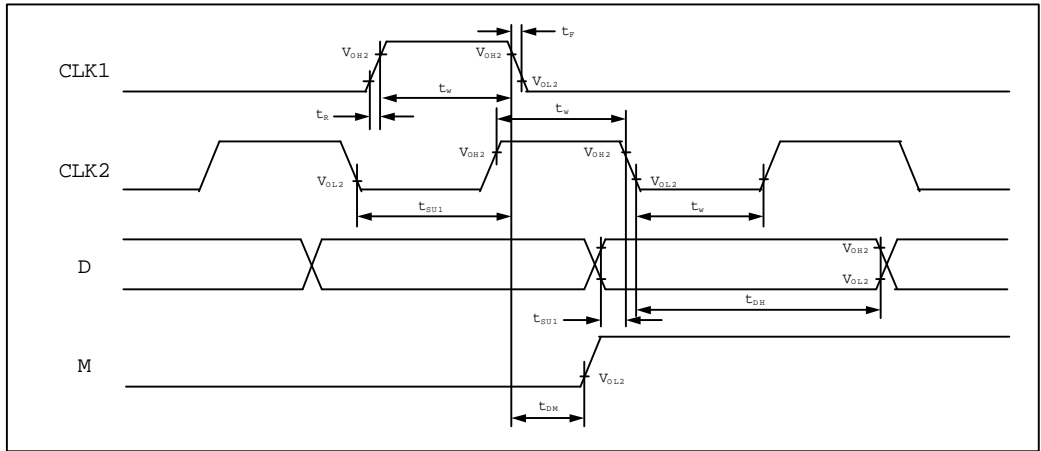 t_F
V_OH2 V_OH2
CLK1
V_OL2
t_w
t_w
t_R
V_OH2 V_OH2
CLK2
V_OL2 V_OL2
t_SU1 t_w
V_OH2
D
V_OL2
t_DH
t_SU1
M
V_OL2
t_DM